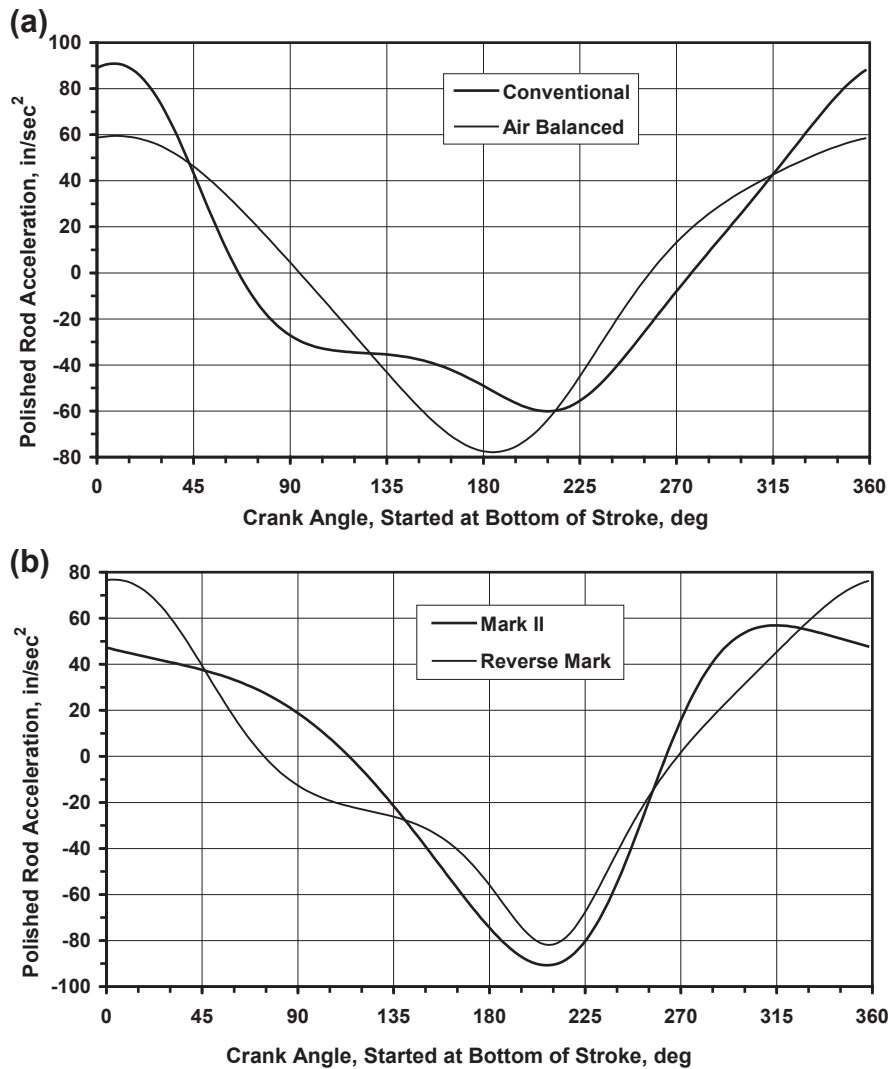 (a)
100
80
60
40
20
0
-20
-40
-60
-80
Polished Rod Acceleration, in/sec²
Conventional
Air Balanced
0 45 90 135 180 225 270 315 360
Crank Angle, Started at Bottom of Stroke, deg
(b)
80
60
40
20
0
-20
-40
-60
-80
-100
Polished Rod Acceleration, in/sec²
Mark II
Reverse Mark
0 45 90 135 180 225 270 315 360
Crank Angle, Started at Bottom of Stroke, deg